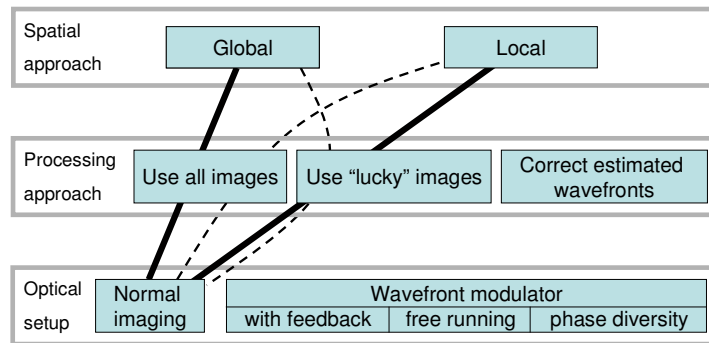 Spatial
approach
Global
Local
Processing
approach
Use all images
Use "lucky" images
Correct estimated
wavefronts
Optical
setup
Normal
imaging
Wavefront modulator
with feedback
free running
phase diversity